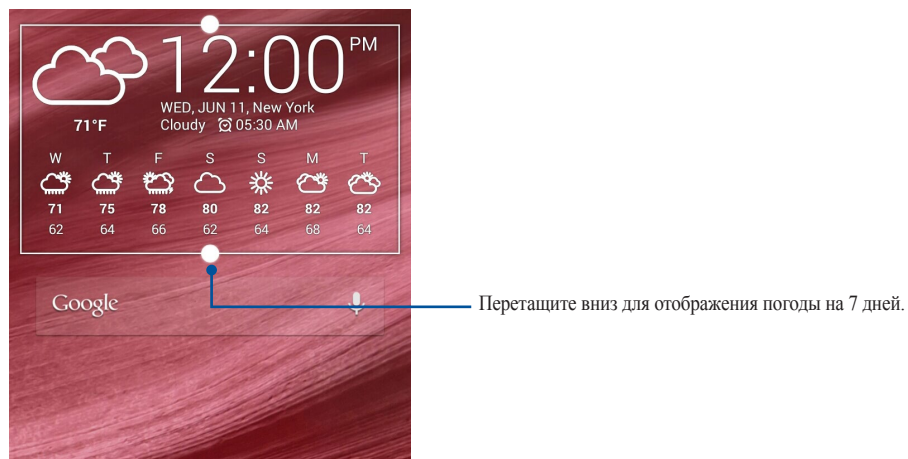 12:00 PM
WED, JUN 11, New York
71°F Cloudy 05:30 AM
W T F S S M T
71 75 78 80 82 82 82
62 64 66 62 64 68 64
Google
Перетащите вниз для отображения погоды на 7 дней.